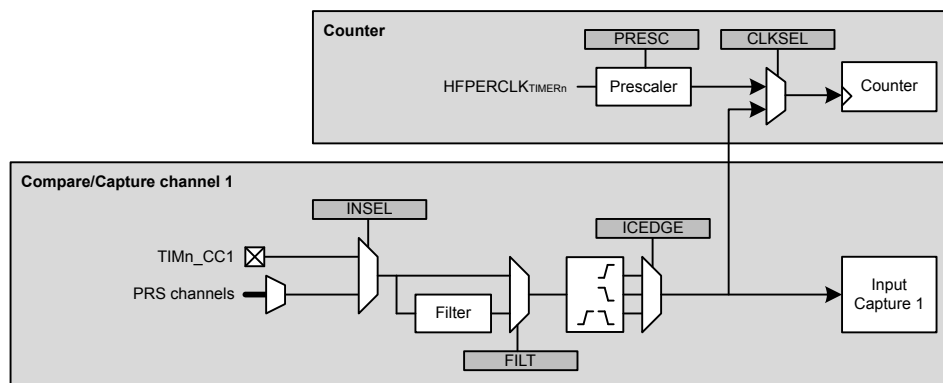 Counter
PRESC
CLKSEL
HFPERCLKTIMERn
Prescaler
Counter
Compare/Capture channel 1
INSEL
ICEDGE
TIMn_CC1
PRS channels
Filter
Input
Capture 1
FILT